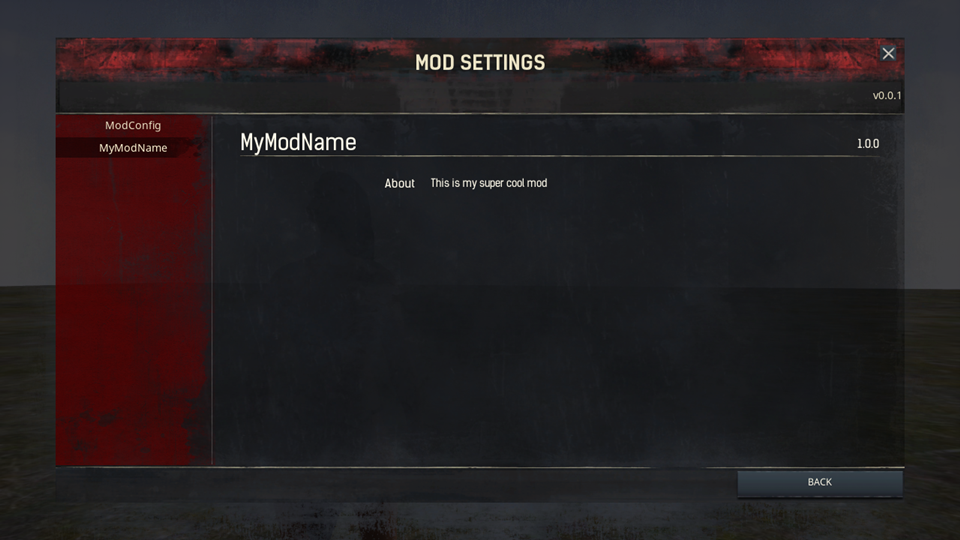 MOD SETTINGS
v0.0.1
ModConfig
MyModName
MyModName
1.0.0
About This is my super cool mod
BACK